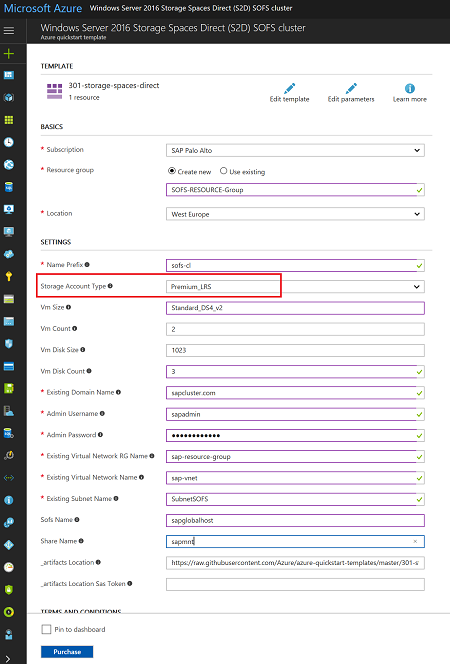 Microsoft Azure Windows Server 2016 Storage Spaces Direct (S2D) SOFS cluster
Windows Server 2016 Storage Spaces Direct (S2D) SOFS cluster
Azure quickstart template
TEMPLATE
301-storage-spaces-direct
1 resource
Edit template Edit parameters Learn more
BASICS
* Subscription SAP Palo Alto
* Resource group Create new Use existing
SOFS-RESOURCE-Group
* Location West Europe
SETTINGS
* Name Prefix sofs-cl
Storage Account Type Premium_LRS
Vm Size Standard_DS4_v2
Vm Count 2
Vm Disk Size 1023
Vm Disk Count 3
* Existing Domain Name sapcluster.com
* Admin Username sapadmin
* Admin Password ••••••••••••
* Existing Virtual Network RG Name sap-resource-group
* Existing Virtual Network Name sap-vnet
* Existing Subnet Name SubnetSOFS
Sofs Name sapglobalhost
Share Name sapmnt
_artifacts Location https://raw.githubusercontent.com/Azure/azure-quickstart-templates/master/301-s
_artifacts Location Sas Token
TERMS AND CONDITIONS
Pin to dashboard
Purchase